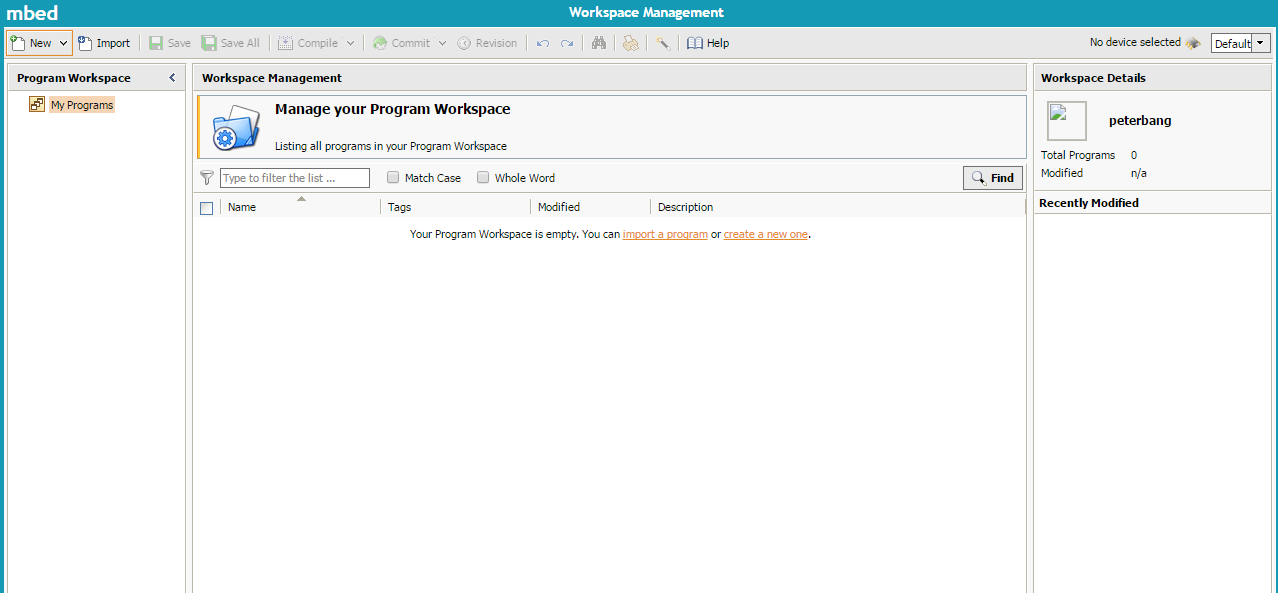 mbed
Workspace Management
New Import Save Save All Compile Commit Revision Help
No device selected Default
Program Workspace
My Programs
Workspace Management
Manage your Program Workspace
Listing all programs in your Program Workspace
Type to filter the list ... Match Case Whole Word Find
Name Tags Modified Description
Your Program Workspace is empty. You can import a program or create a new one.
Workspace Details
peterbang
Total Programs 0
Modified n/a
Recently Modified